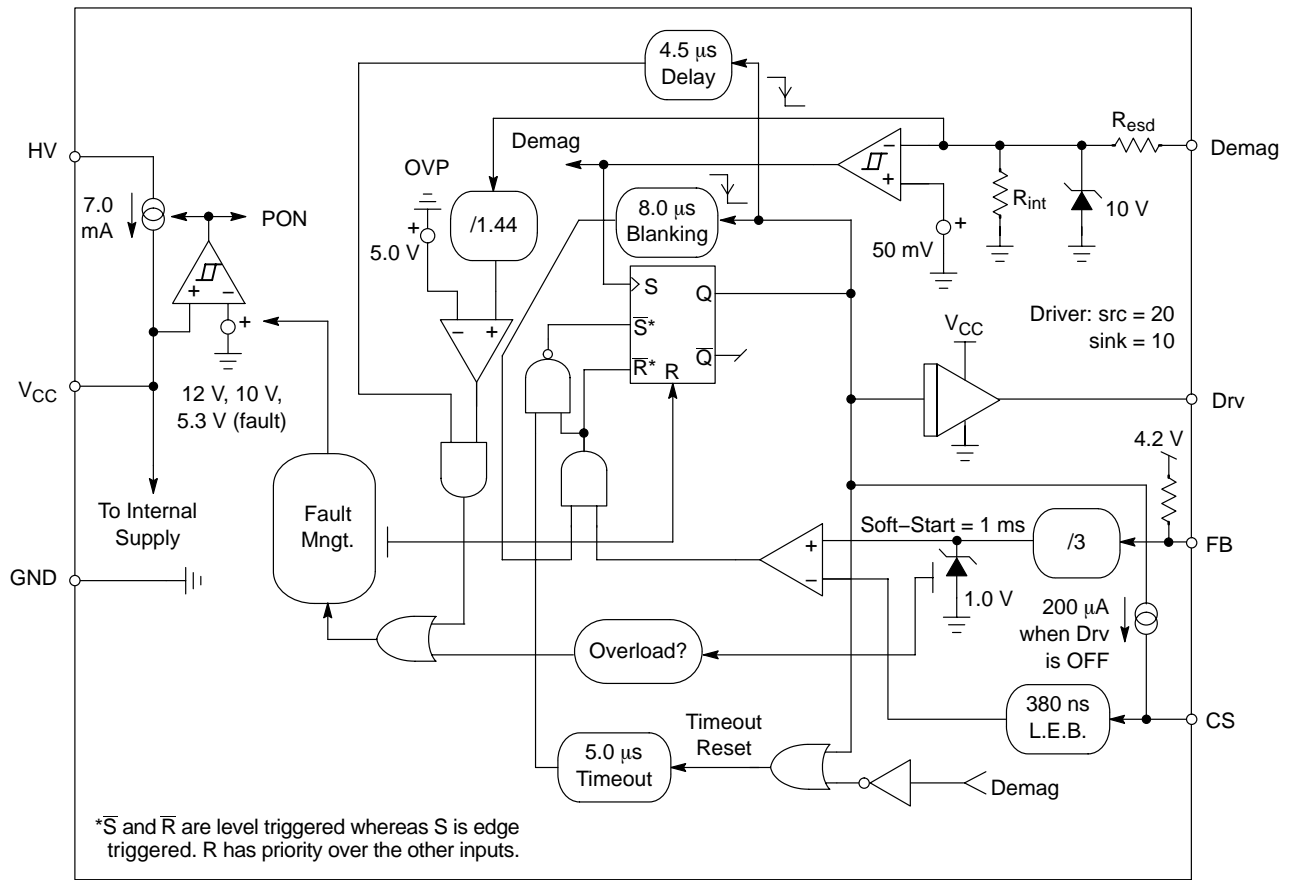 4.5 μs
Delay
HV
Demag
R_esd
Demag
OVP
7.0
mA
PON
+
5.0 V
/1.44
8.0 μs
Blanking
−
+
R_int
10 V
50 mV
+
+
−
+
S
Q
S̅*
Q̅
R̅*
R
−
+
V_CC
Driver: src = 20
sink = 10
V_CC
12 V, 10 V,
5.3 V (fault)
Drv
4.2 V
To Internal
Supply
Fault
Mngt.
Soft−Start = 1 ms
+
−
/3
FB
GND
1.0 V
200 μA
when Drv
is OFF
Overload?
380 ns
L.E.B.
CS
Timeout
Reset
5.0 μs
Timeout
Demag
*S̅ and R̅ are level triggered whereas S is edge
triggered. R has priority over the other inputs.